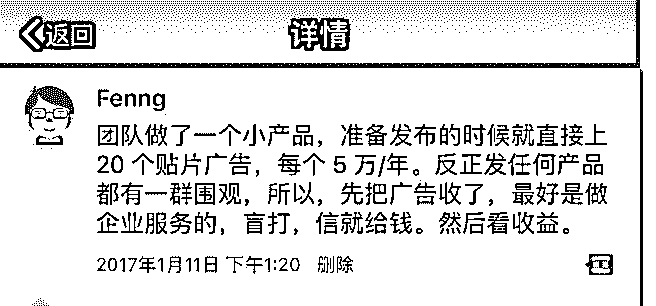 返回
详情
Fenng
团队做了一个小产品，准备发布的时候就直接上
20 个贴片广告，每个 5 万/年。反正发任何产品
都有一群围观，所以，先把广告收了，最好是做
企业服务的，盲打，信就给钱。然后看收益。
2017年1月11日 下午1:20 删除